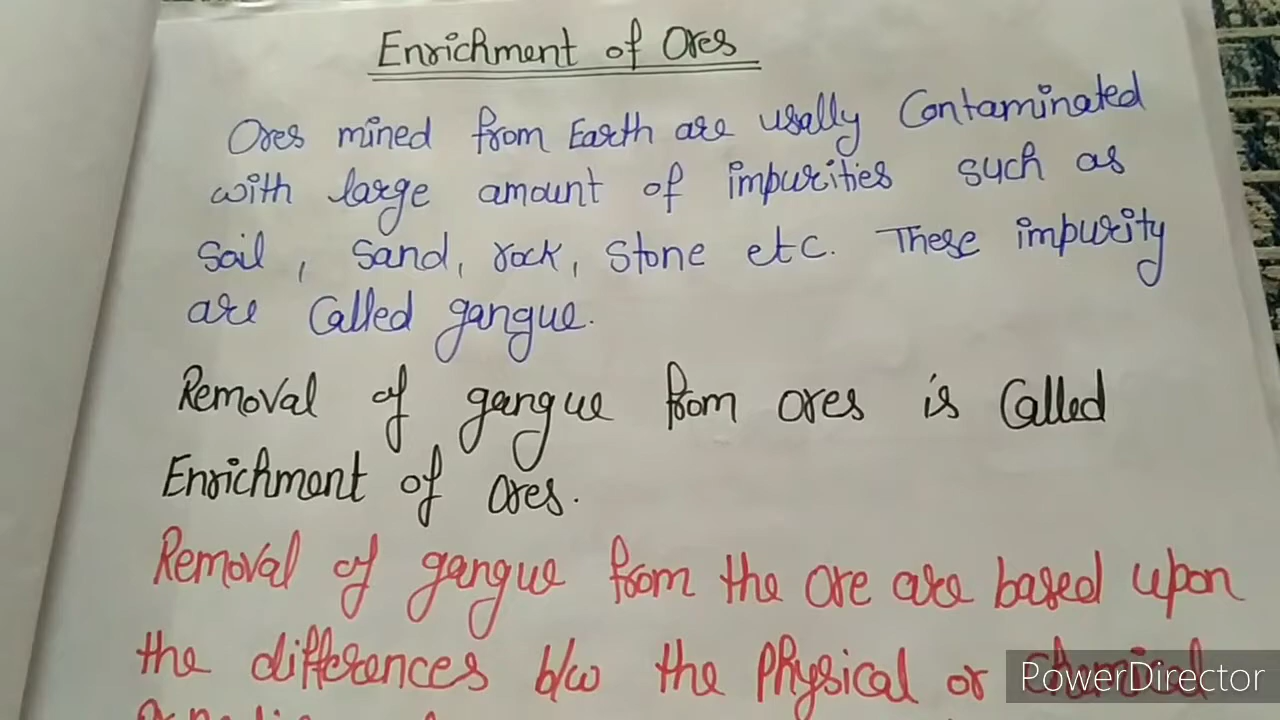 Enrichment of Ores
Ores mined from Earth are usally Contaminated
with large amount of impurities such as
Soil , Sand, rock, Stone etc. These impurity
are Called gangue.
Removal of gangue from ores is Called
Enrichment of Ores.
Removal of gangue from the Ore are based upon
the differences b/w the Physical or Chemical
PowerDirector